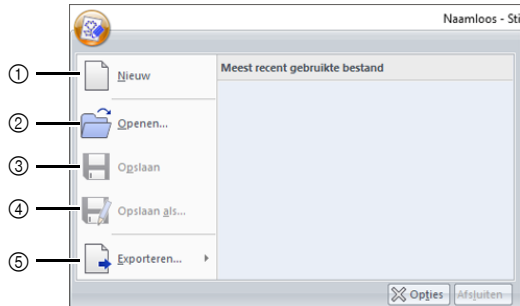 Naamloos - Sti
① Nieuw
Meest recent gebruikte bestand
② Openen...
③ Opslaan
④ Opslaan als...
⑤ Exporteren...
Opties Afsluiten